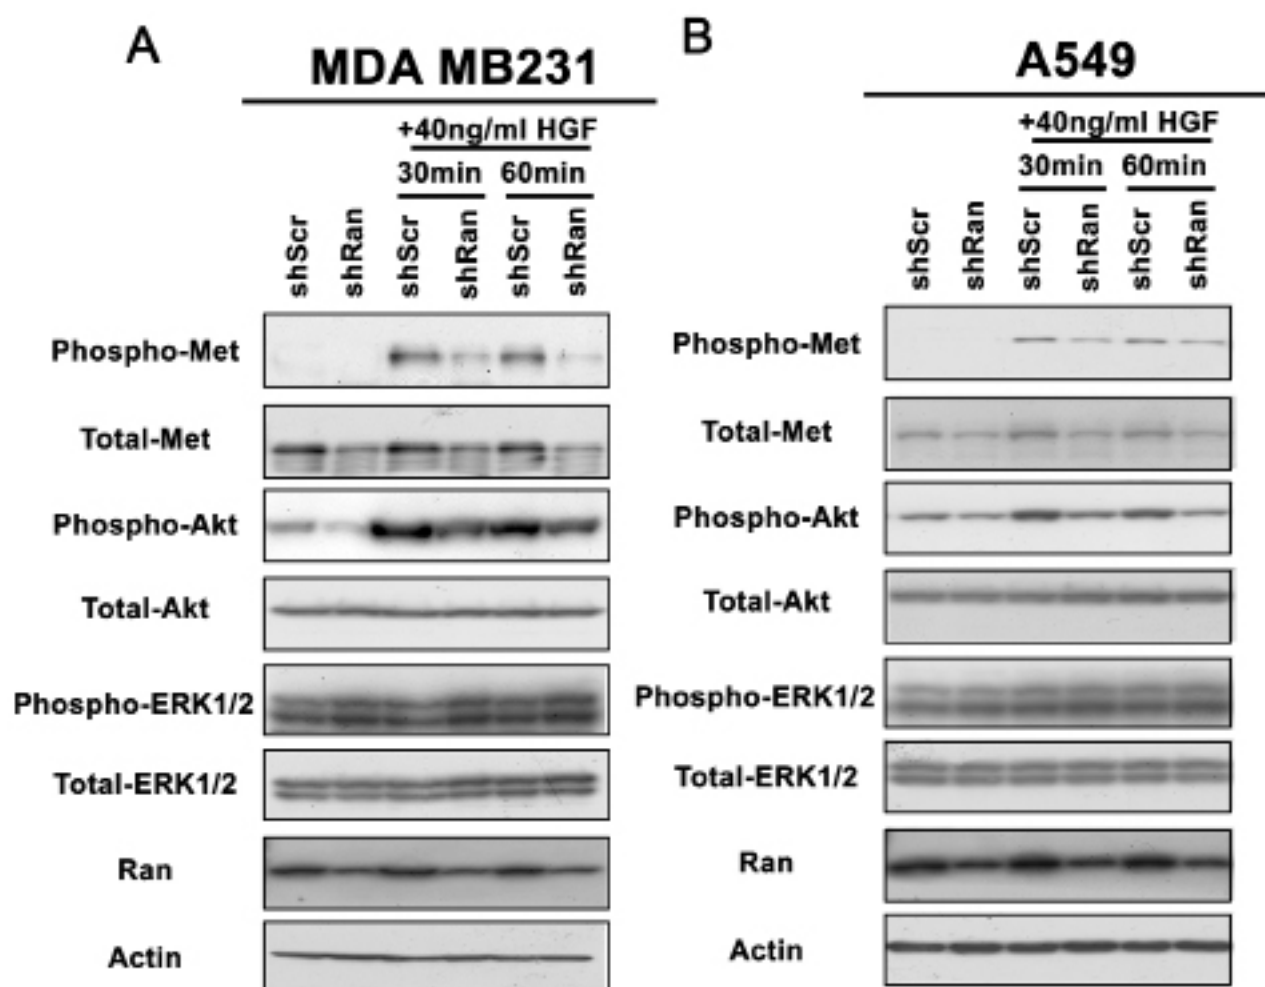 A
MDA MB231
+40ng/ml HGF
30min 60min
shScr shRan shScr shRan shScr shRan
Phospho-Met
Total-Met
Phospho-Akt
Total-Akt
Phospho-ERK1/2
Total-ERK1/2
Ran
Actin
B
A549
+40ng/ml HGF
30min 60min
shScr shRan shScr shRan shScr shRan
Phospho-Met
Total-Met
Phospho-Akt
Total-Akt
Phospho-ERK1/2
Total-ERK1/2
Ran
Actin